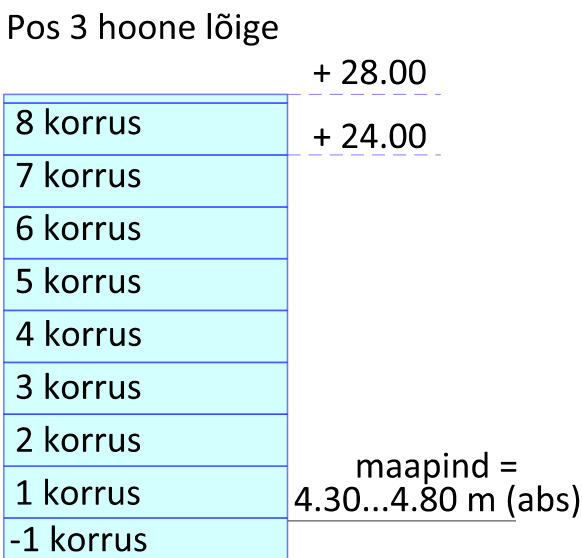 Pos 3 hoone lõige
+ 28.00
8 korrus
+ 24.00
7 korrus
6 korrus
5 korrus
4 korrus
3 korrus
2 korrus
maapind =
1 korrus
4.30...4.80 m (abs)
-1 korrus